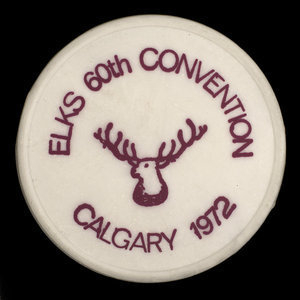 ELKS 60th CONVENTION
CALGARY 1972